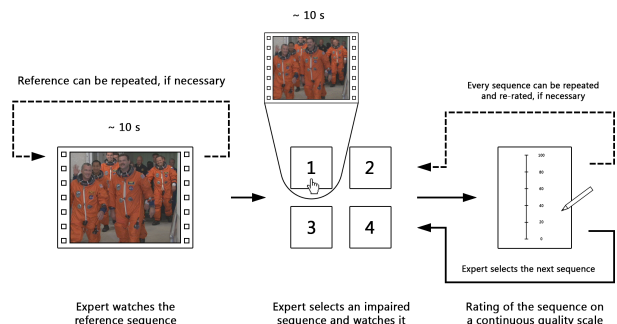 ~ 10 s
Reference can be repeated, if necessary
~ 10 s
Every sequence can be repeated
and re-rated, if necessary
1
2
3
4
100
80
60
40
20
0
Expert selects the next sequence
Expert watches the
reference sequence
Expert selects an impaired
sequence and watches it
Rating of the sequence on
a continuous quality scale